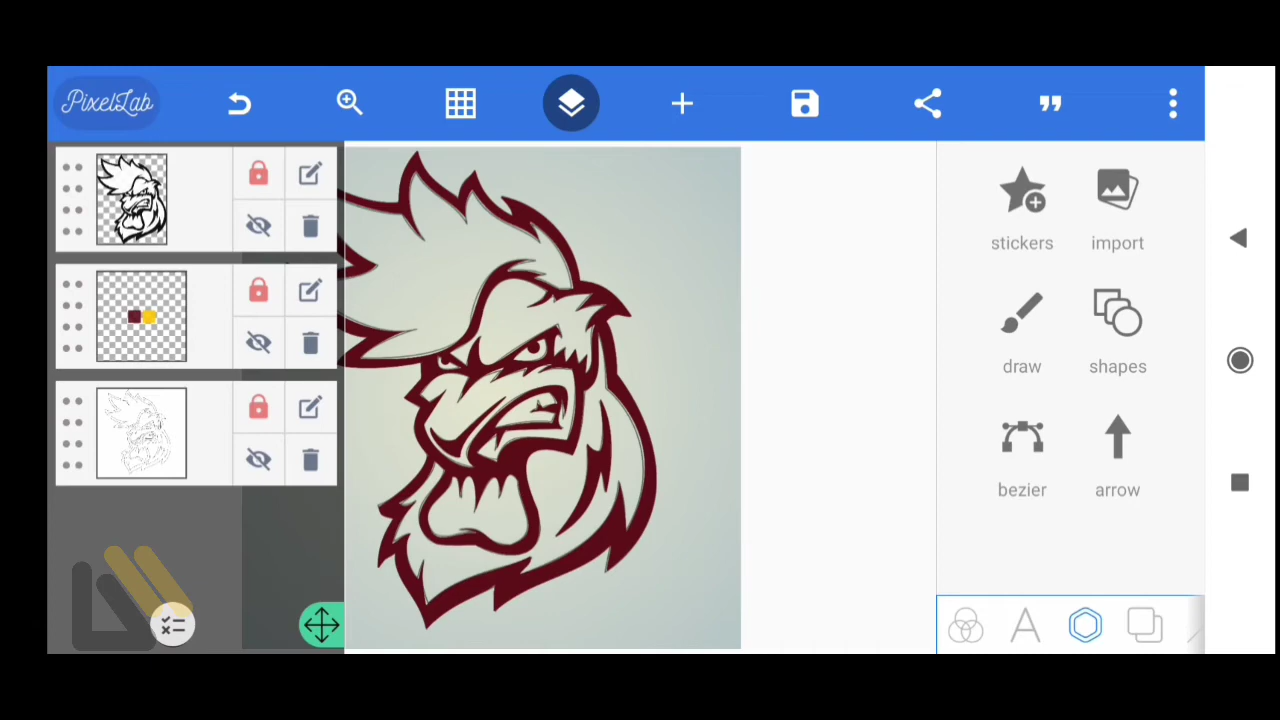 PixelLab
stickers
import
draw
shapes
bezier
arrow